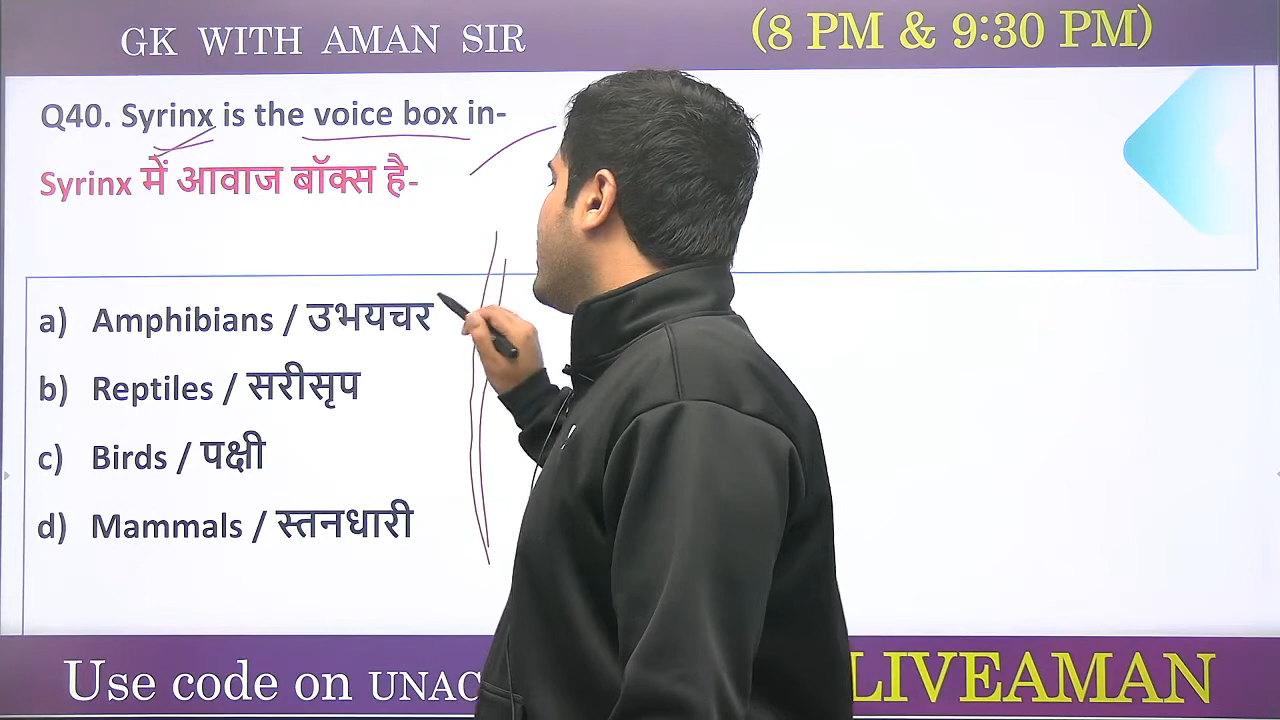 GK WITH AMAN SIR
(8 PM & 9:30 PM)
Q40. Syrinx is the voice box in-
Syrinx में आवाज बॉक्स है-
a) Amphibians / उभयचर
b) Reptiles / सरीसृप
c) Birds / पक्षी
d) Mammals / स्तनधारी
Use code on UNAC
LIVEAMAN